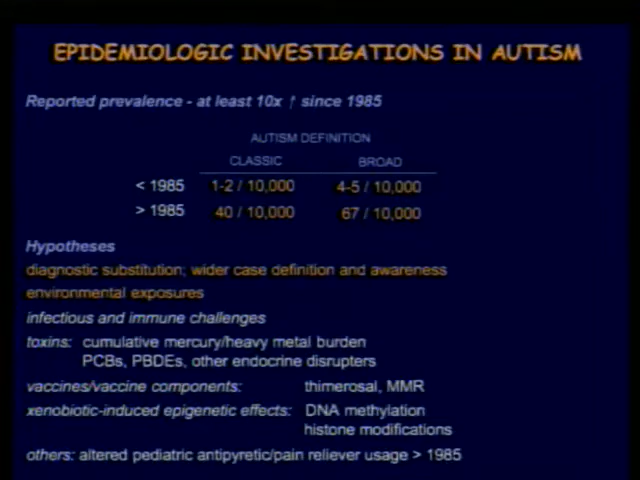 EPIDEMIOLOGIC INVESTIGATIONS IN AUTISM
Reported prevalence - at least 10x ↑ since 1985
AUTISM DEFINITION
CLASSIC BROAD
< 1985 1-2 / 10,000 4-5 / 10,000
> 1985 40 / 10,000 67 / 10,000
Hypotheses
diagnostic substitution; wider case definition and awareness
environmental exposures
infectious and immune challenges
toxins: cumulative mercury/heavy metal burden
PCBs, PBDEs, other endocrine disrupters
vaccines/vaccine components: thimerosal, MMR
xenobiotic-induced epigenetic effects: DNA methylation
histone modifications
others: altered pediatric antipyretic/pain reliever usage > 1985